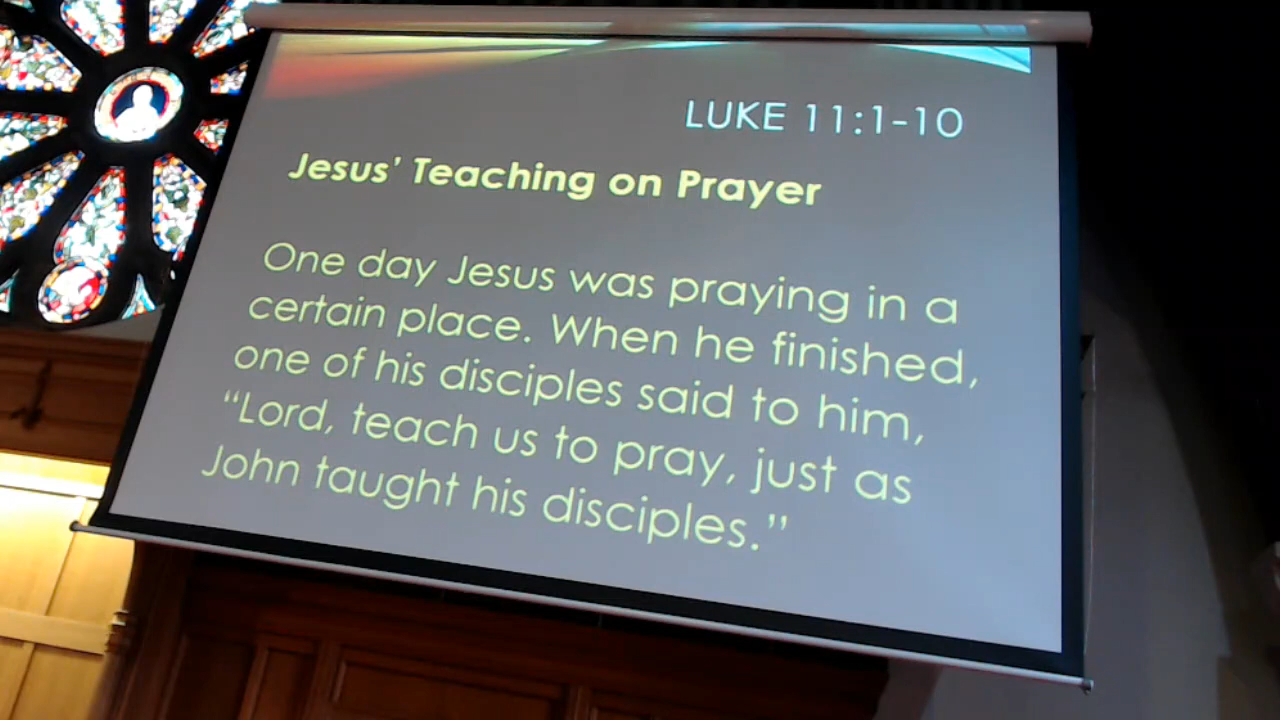 LUKE 11:1-10
Jesus’ Teaching on Prayer
One day Jesus was praying in a
certain place. When he finished,
one of his disciples said to him,
“Lord, teach us to pray, just as
John taught his disciples.”